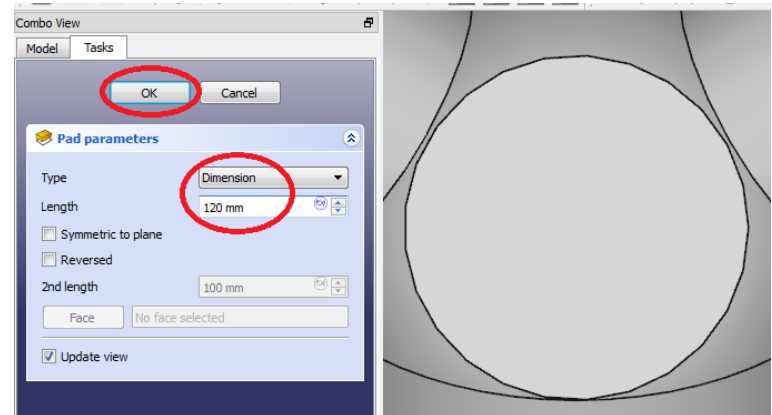 Combo View
Model Tasks
OK Cancel
Pad parameters
Type Dimension
Length 120 mm
Symmetric to plane
Reversed
2nd length 100 mm
Face No face selected
Update view